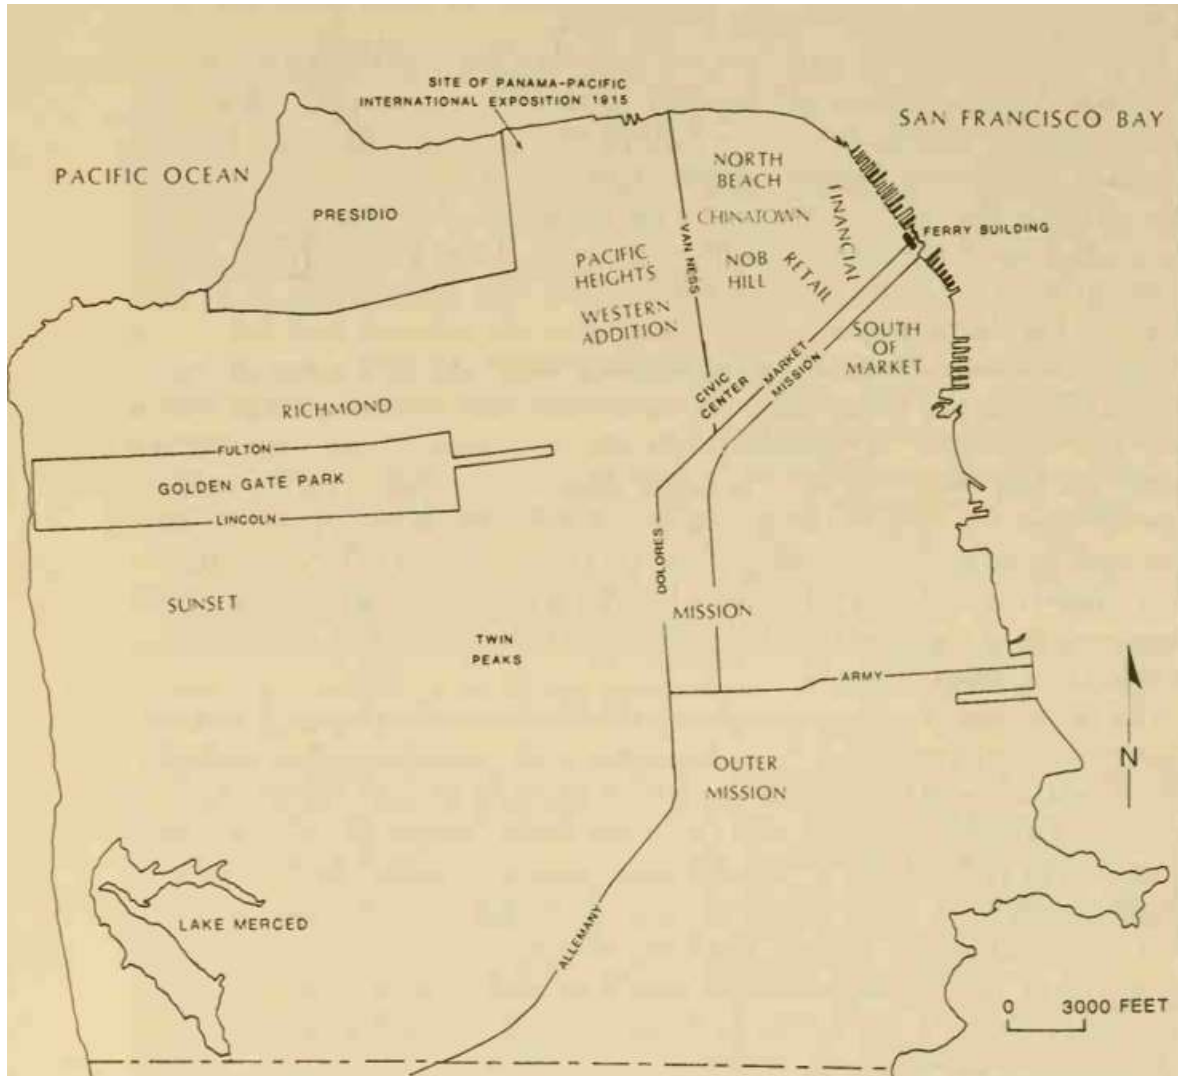 SITE OF PANAMA-PACIFIC
INTERNATIONAL EXPOSITION 1915
SAN FRANCISCO BAY
PACIFIC OCEAN
PRESIDIO
NORTH
BEACH
CHINATOWN
FINANCIAL
FERRY BUILDING
VAN NESS
PACIFIC
HEIGHTS
NOB
HILL
RETAIL
WESTERN
ADDITION
SOUTH
OF
MARKET
CIVIC
CENTER
MARKET
MISSION
RICHMOND
FULTON
GOLDEN GATE PARK
LINCOLN
DOLORES
SUNSET
MISSION
TWIN
PEAKS
ARMY
N
OUTER
MISSION
LAKE MERCED
ALLEMANY
0 3000 FEET